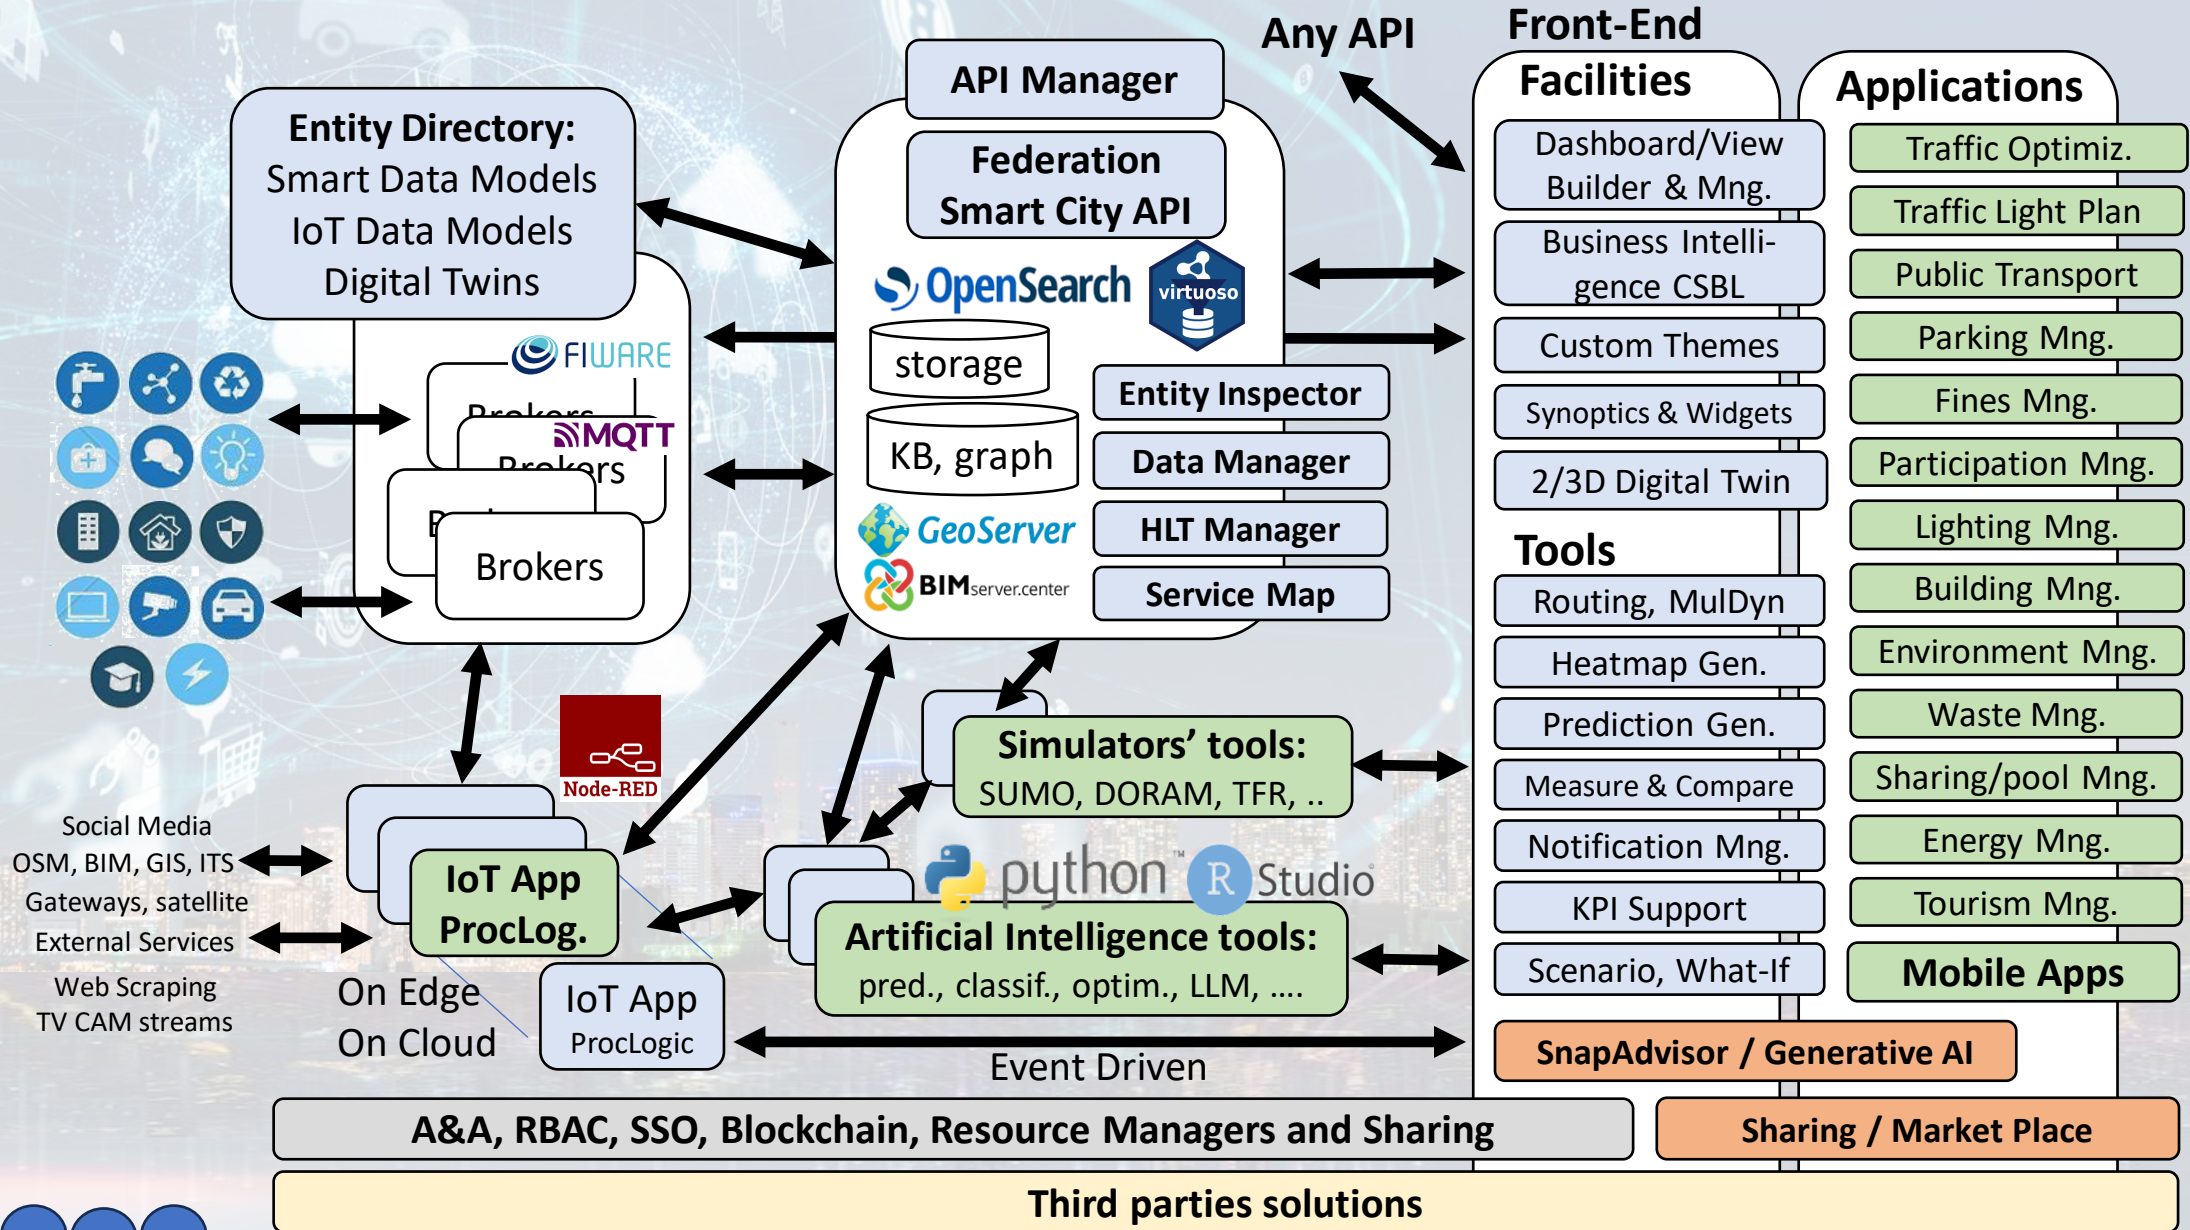 Any API
Front-End
API Manager
Facilities
Applications
Entity Directory:
Smart Data Models
IoT Data Models
Digital Twins
Federation
Smart City API
OpenSearch
virtuoso
storage
KB, graph
GeoServer
BIMserver.center
Entity Inspector
Data Manager
HLT Manager
Service Map
FIWARE
Brokers
MQTT
Brokers
Brokers
Dashboard/View
Builder & Mng.
Business Intelli-
gence CSBL
Custom Themes
Synoptics & Widgets
2/3D Digital Twin
Tools
Routing, MulDyn
Heatmap Gen.
Prediction Gen.
Measure & Compare
Notification Mng.
KPI Support
Scenario, What-If
Traffic Optimiz.
Traffic Light Plan
Public Transport
Parking Mng.
Fines Mng.
Participation Mng.
Lighting Mng.
Building Mng.
Environment Mng.
Waste Mng.
Sharing/pool Mng.
Energy Mng.
Tourism Mng.
Mobile Apps
Node-RED
Simulators’ tools:
SUMO, DORAM, TFR, ..
python™
R Studio
Artificial Intelligence tools:
pred., classif., optim., LLM, ....
Social Media
OSM, BIM, GIS, ITS
Gateways, satellite
External Services
Web Scraping
TV CAM streams
IoT App
ProcLog.
On Edge
On Cloud
IoT App
ProcLogic
Event Driven
SnapAdvisor / Generative AI
A&A, RBAC, SSO, Blockchain, Resource Managers and Sharing
Sharing / Market Place
Third parties solutions